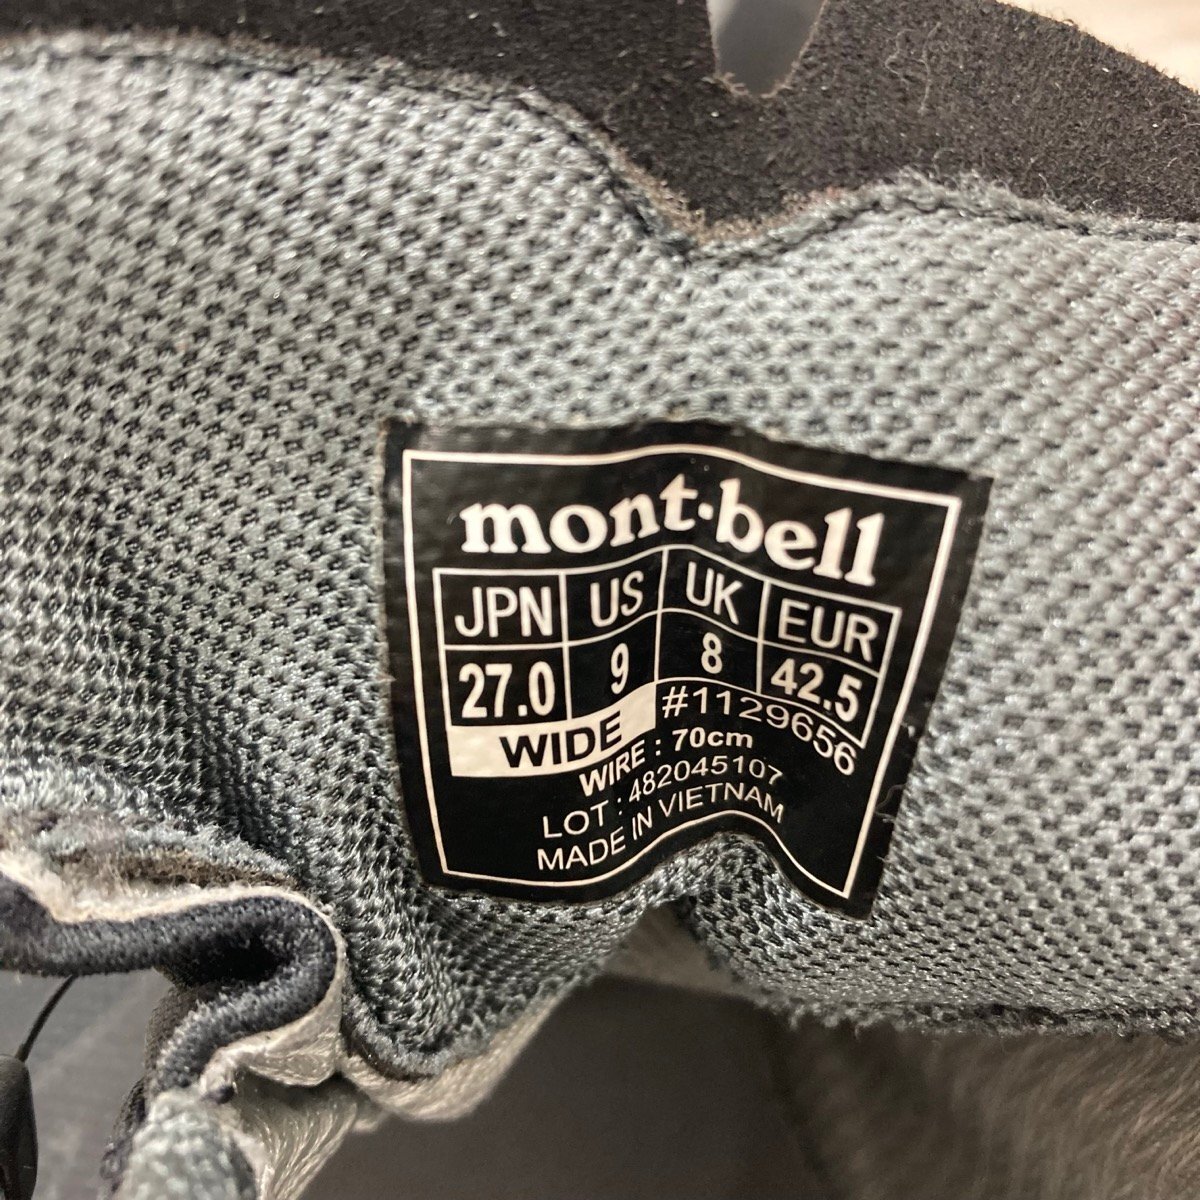 mont-bell
JPN US UK EUR
27.0 9 8 42.5
WIDE #1129656
WIRE : 70cm
LOT : 482045107
MADE IN VIETNAM